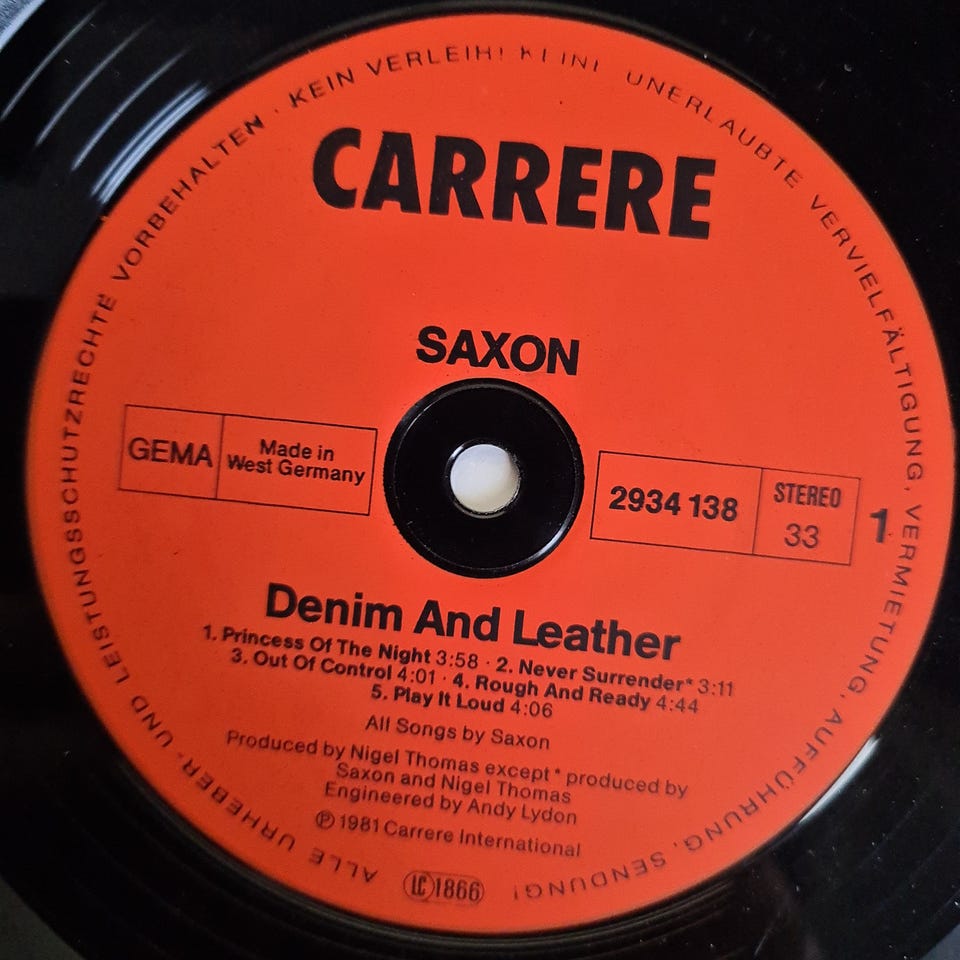 ALLE URHEBER- UND LEISTUNGSSCHUTZRECHTE VORBEHALTEN · KEIN VERLEIH! KEINE UNERLAUBTE VERVIELFÄLTIGUNG, VERMIETUNG, AUFFÜHRUNG, SENDUNG!
CARRERE
SAXON
GEMA
Made in
West Germany
2934 138
STEREO
33
1
Denim And Leather
1. Princess Of The Night 3:58 · 2. Never Surrender* 3:11
3. Out Of Control 4:01 · 4. Rough And Ready 4:44
5. Play It Loud 4:06
All Songs by Saxon
Produced by Nigel Thomas except * produced by
Saxon and Nigel Thomas
Engineered by Andy Lydon
℗ 1981 Carrere International
LC 1866